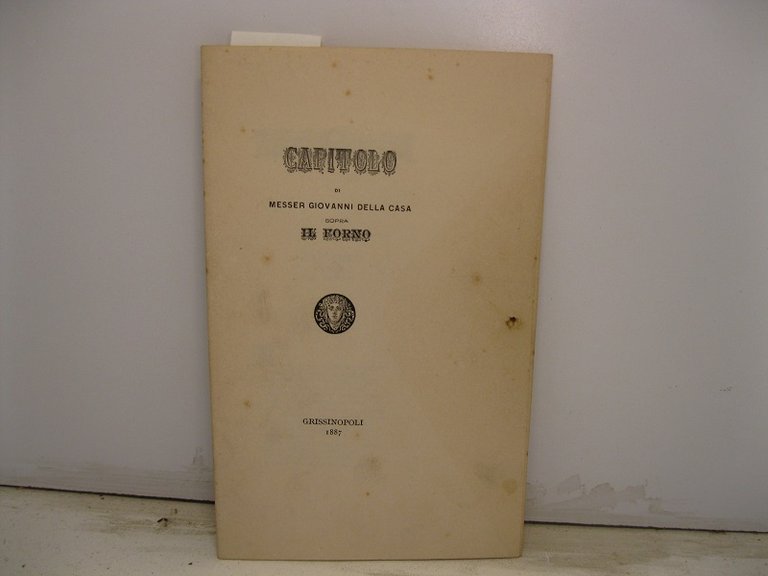 CAPITOLO
DI
MESSER GIOVANNI DELLA CASA
SOPRA
IL FORNO
GRISSINOPOLI
1887